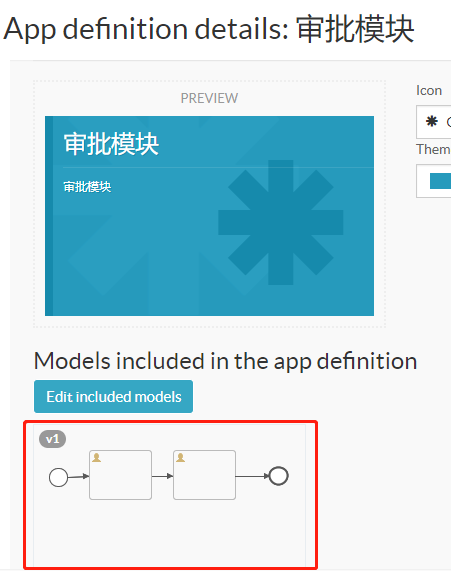 App definition details: 审批模块
PREVIEW
审批模块
审批模块
Icon
Them
Models included in the app definition
Edit included models
v1